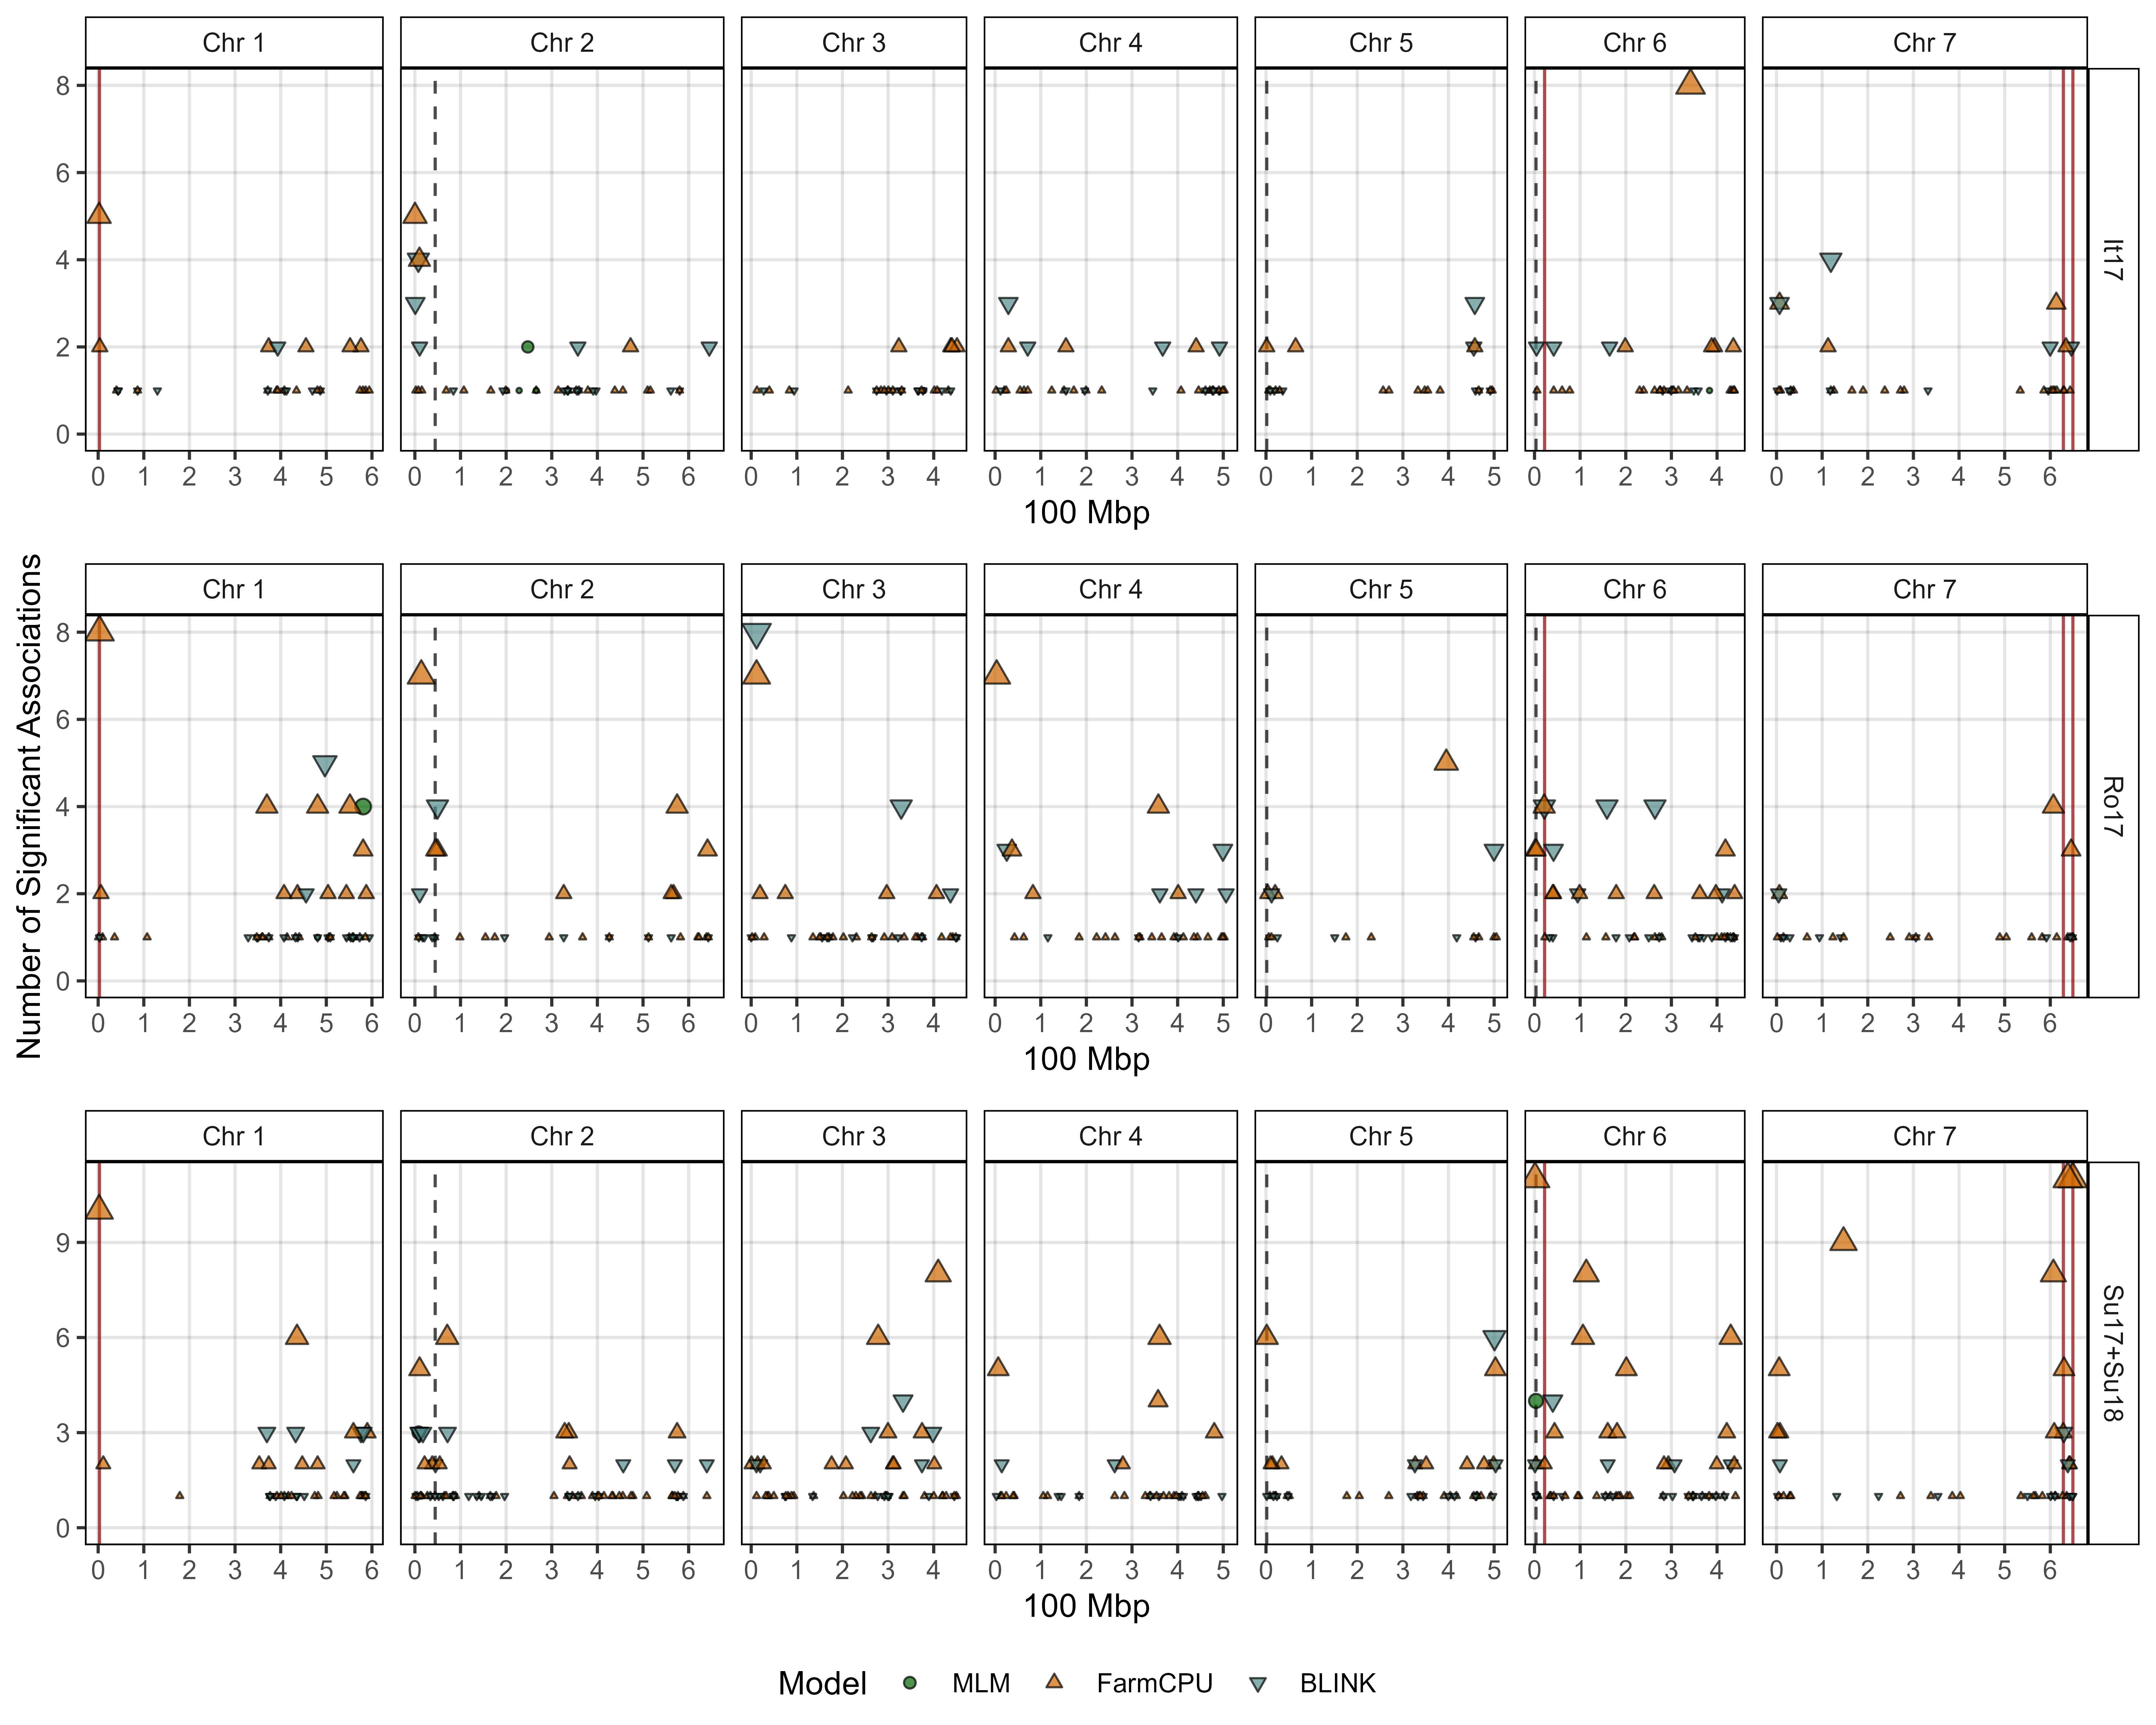 Chr 1 Chr 2 Chr 3 Chr 4 Chr 5 Chr 6 Chr 7
8
6
4
2
0
It17
0 1 2 3 4 5 6 0 1 2 3 4 5 6 0 1 2 3 4 0 1 2 3 4 5 0 1 2 3 4 5 0 1 2 3 4 0 1 2 3 4 5 6
100 Mbp
Number of Significant Associations
Chr 1 Chr 2 Chr 3 Chr 4 Chr 5 Chr 6 Chr 7
8
6
4
2
0
Ro17
0 1 2 3 4 5 6 0 1 2 3 4 5 6 0 1 2 3 4 0 1 2 3 4 5 0 1 2 3 4 5 0 1 2 3 4 0 1 2 3 4 5 6
100 Mbp
Chr 1 Chr 2 Chr 3 Chr 4 Chr 5 Chr 6 Chr 7
9
6
3
0
Su17+Su18
0 1 2 3 4 5 6 0 1 2 3 4 5 6 0 1 2 3 4 0 1 2 3 4 5 0 1 2 3 4 5 0 1 2 3 4 0 1 2 3 4 5 6
100 Mbp
Model MLM FarmCPU BLINK